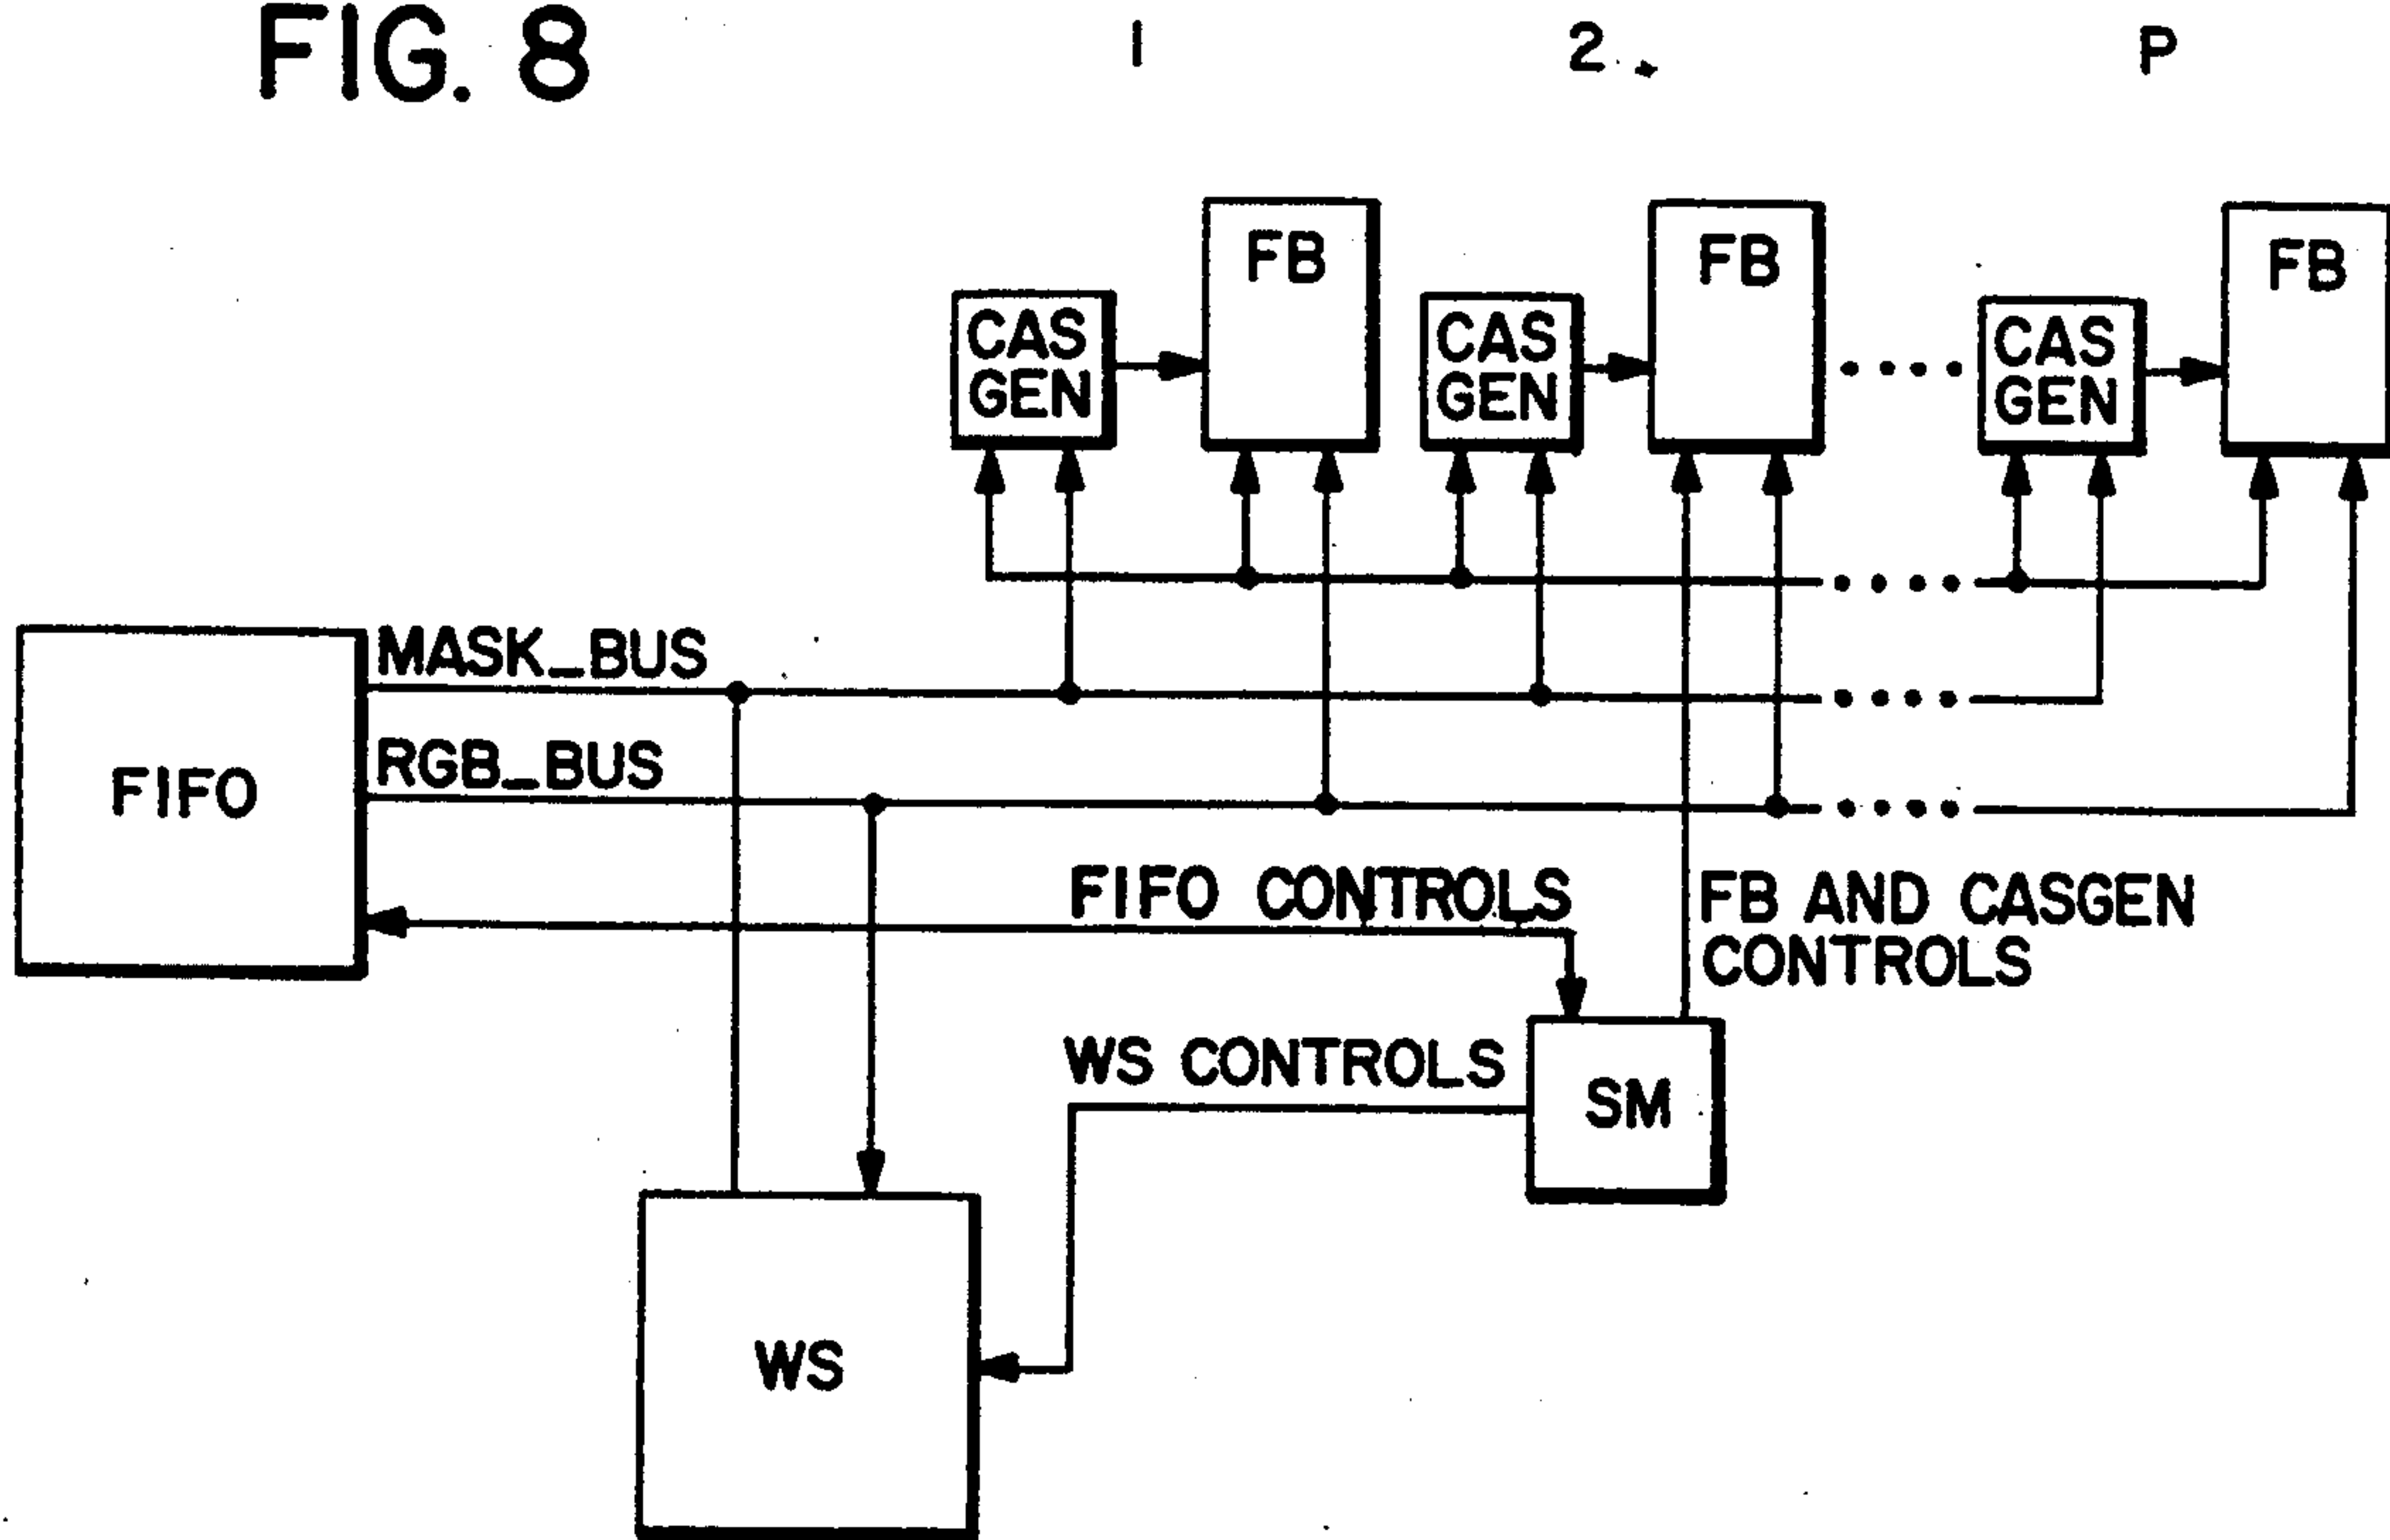 FIG. 8
1 2 P
FB FB FB
CAS CAS CAS
GEN GEN GEN
MASK_BUS
RGB_BUS
FIFO
FIFO CONTROLS
FB AND CASGEN
CONTROLS
WS CONTROLS
SM
WS